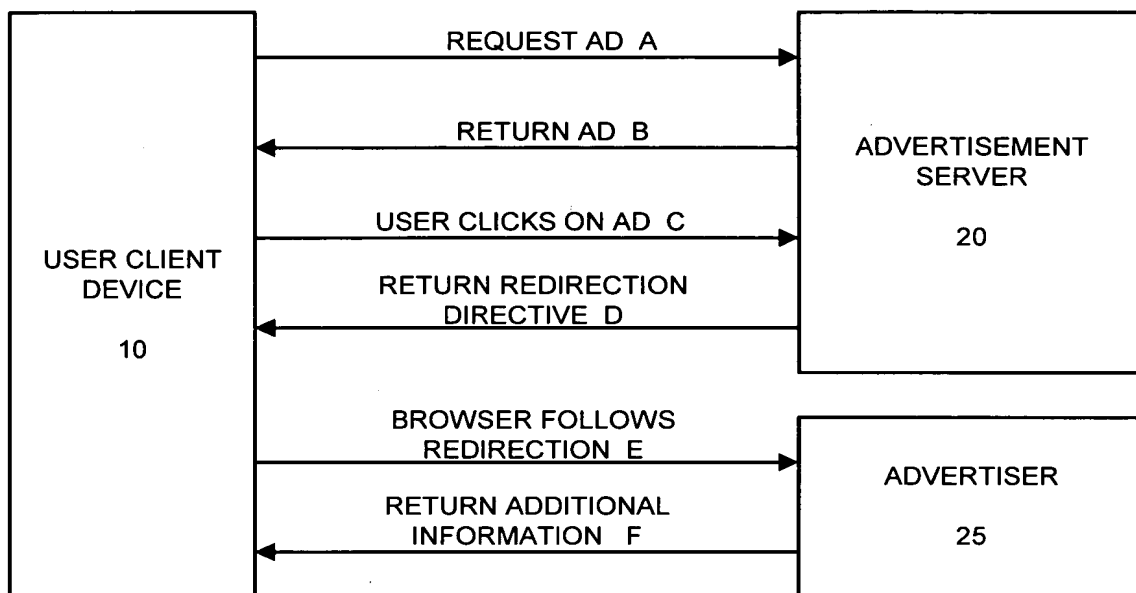 REQUEST AD A
RETURN AD B
USER CLICKS ON AD C
RETURN REDIRECTION
DIRECTIVE D
BROWSER FOLLOWS
REDIRECTION E
RETURN ADDITIONAL
INFORMATION F
USER CLIENT
DEVICE
10
ADVERTISEMENT
SERVER
20
ADVERTISER
25